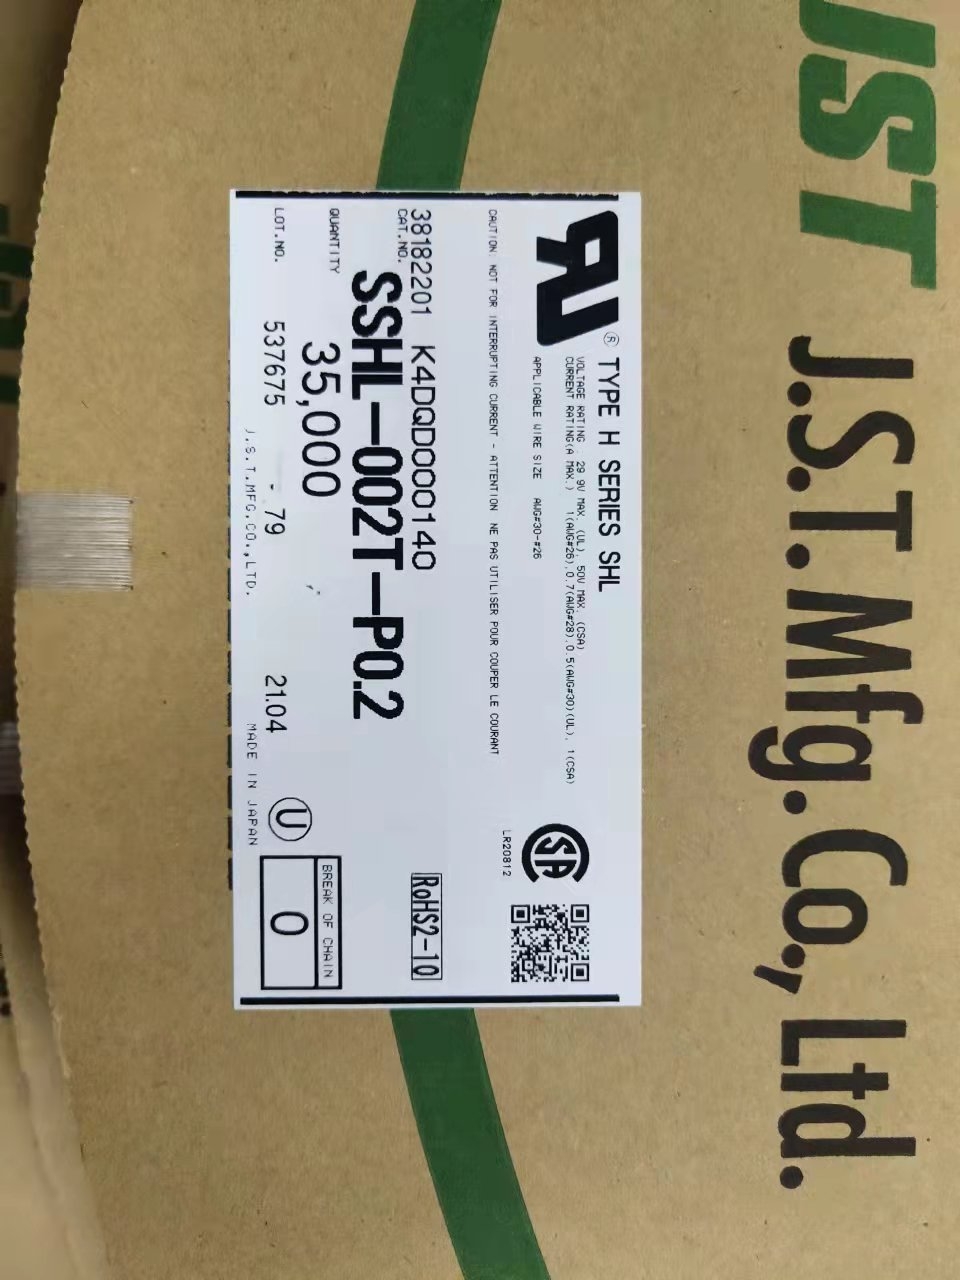 JST J.S.T. Mfg. Co., Ltd.
® TYPE H SERIES SHL
VOLTAGE RATING : 29.9V MAX. (UL), 50V MAX. (CSA)
CURRENT RATING(A MAX.) 1(AWG#26),0.7(AWG#28),0.5(AWG#30)(UL), 1(CSA)
APPLICABLE WIRE SIZE AWG#30-#26
LR20812
CAUTION: NOT FOR INTERRUPTING CURRENT - ATTENTION: NE PAS UTILISER POUR COUPER LE COURANT
38182201 K4DQD000140
RoHS2-10
CAT.NO.
SSHL-002T-P0.2
QUANTITY
35,000
BREAK OF CHAIN
0
LOT.NO. 537675 - 79 21.04 U
J.S.T.MFG.CO.,LTD. MADE IN JAPAN